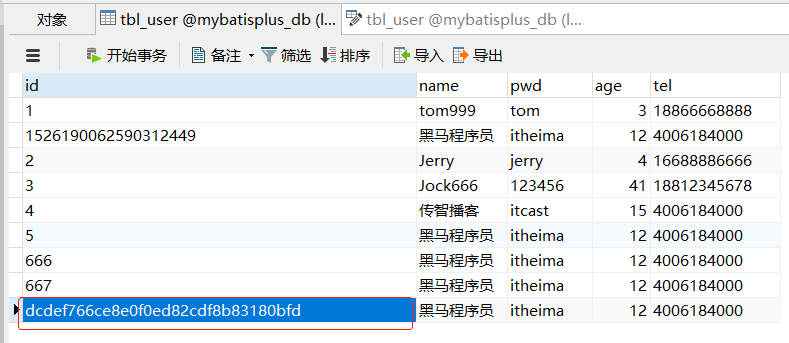 对象 tbl_user @mybatisplus_db (l... tbl_user @mybatisplus_db (l...
开始事务 备注 筛选 排序 导入 导出
id name pwd age tel
1 tom999 tom 3 18866668888
1526190062590312449 黑马程序员 itheima 12 4006184000
2 Jerry jerry 4 16688886666
3 Jock666 123456 41 18812345678
4 传智播客 itcast 15 4006184000
5 黑马程序员 itheima 12 4006184000
666 黑马程序员 itheima 12 4006184000
667 黑马程序员 itheima 12 4006184000
dcdef766ce8e0f0ed82cdf8b83180bfd 黑马程序员 itheima 12 4006184000